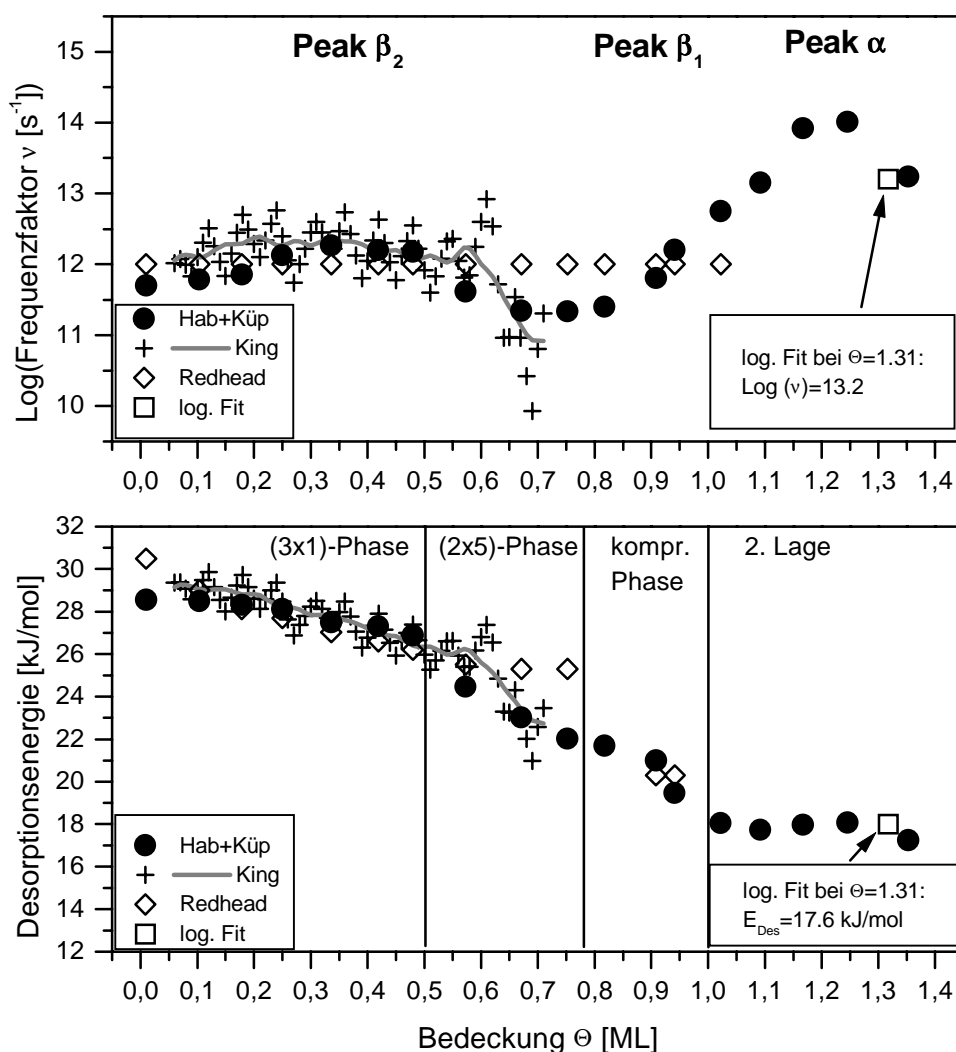 Peak β2
Peak β1
Peak α
Log(Frequenzfaktor ν [s-1])
15
14
13
12
11
10
Hab+Küp
King
Redhead
log. Fit
log. Fit bei Θ=1.31:
Log (ν)=13.2
0,0 0,1 0,2 0,3 0,4 0,5 0,6 0,7 0,8 0,9 1,0 1,1 1,2 1,3 1,4
Desorptionsenergie [kJ/mol]
32
30
28
26
24
22
20
18
16
14
12
(3x1)-Phase
(2x5)-Phase
kompr.
Phase
2. Lage
Hab+Küp
King
Redhead
log. Fit
log. Fit bei Θ=1.31:
EDes=17.6 kJ/mol
0,0 0,1 0,2 0,3 0,4 0,5 0,6 0,7 0,8 0,9 1,0 1,1 1,2 1,3 1,4
Bedeckung Θ [ML]